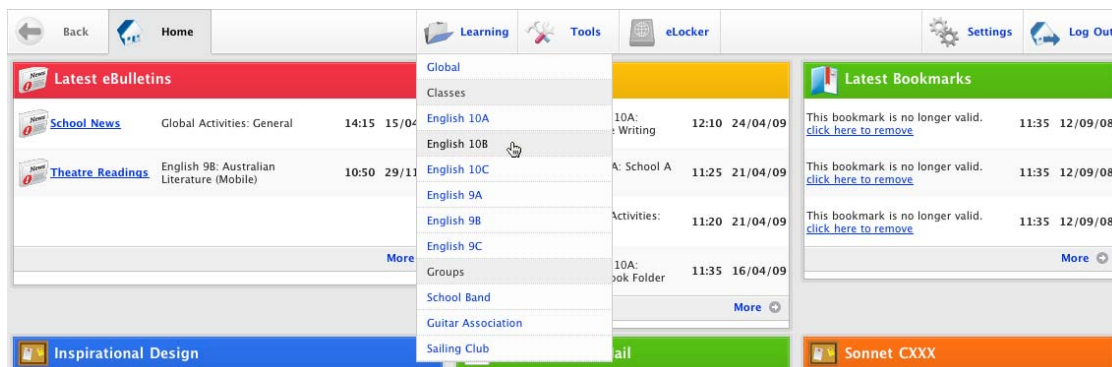 Back
Home
Learning
Tools
eLocker
Settings
Log Out
Latest eBulletins
School News
Global Activities: General
14:15 15/04
Theatre Readings
English 9B: Australian
Literature (Mobile)
10:50 29/11
More
Global
Classes
English 10A
English 10B
English 10C
English 9A
English 9B
English 9C
Groups
School Band
Guitar Association
Sailing Club
10A:
Writing
12:10 24/04/09
A: School A
11:25 21/04/09
Activities:
11:20 21/04/09
10A:
Folder
11:35 16/04/09
More
Latest Bookmarks
This bookmark is no longer valid.
click here to remove
11:35 12/09/08
This bookmark is no longer valid.
click here to remove
11:35 12/09/08
This bookmark is no longer valid.
click here to remove
11:35 12/09/08
More
Inspirational Design
Sonnet CXXX